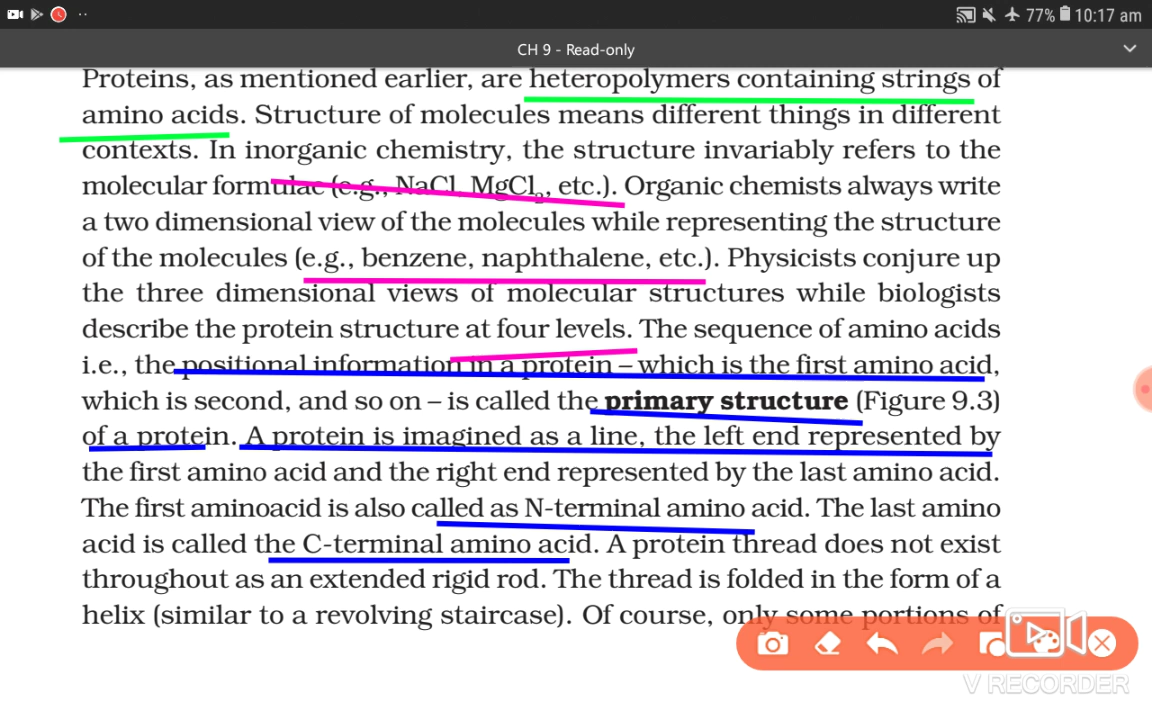 77% 10:17 am
CH 9 - Read-only
Proteins, as mentioned earlier, are heteropolymers containing strings of
amino acids. Structure of molecules means different things in different
contexts. In inorganic chemistry, the structure invariably refers to the
molecular formulae (e.g., NaCl, MgCl₂, etc.). Organic chemists always write
a two dimensional view of the molecules while representing the structure
of the molecules (e.g., benzene, naphthalene, etc.). Physicists conjure up
the three dimensional views of molecular structures while biologists
describe the protein structure at four levels. The sequence of amino acids
i.e., the positional information in a protein – which is the first amino acid,
which is second, and so on – is called the primary structure (Figure 9.3)
of a protein. A protein is imagined as a line, the left end represented by
the first amino acid and the right end represented by the last amino acid.
The first aminoacid is also called as N-terminal amino acid. The last amino
acid is called the C-terminal amino acid. A protein thread does not exist
throughout as an extended rigid rod. The thread is folded in the form of a
helix (similar to a revolving staircase). Of course, only some portions of
V RECORDER